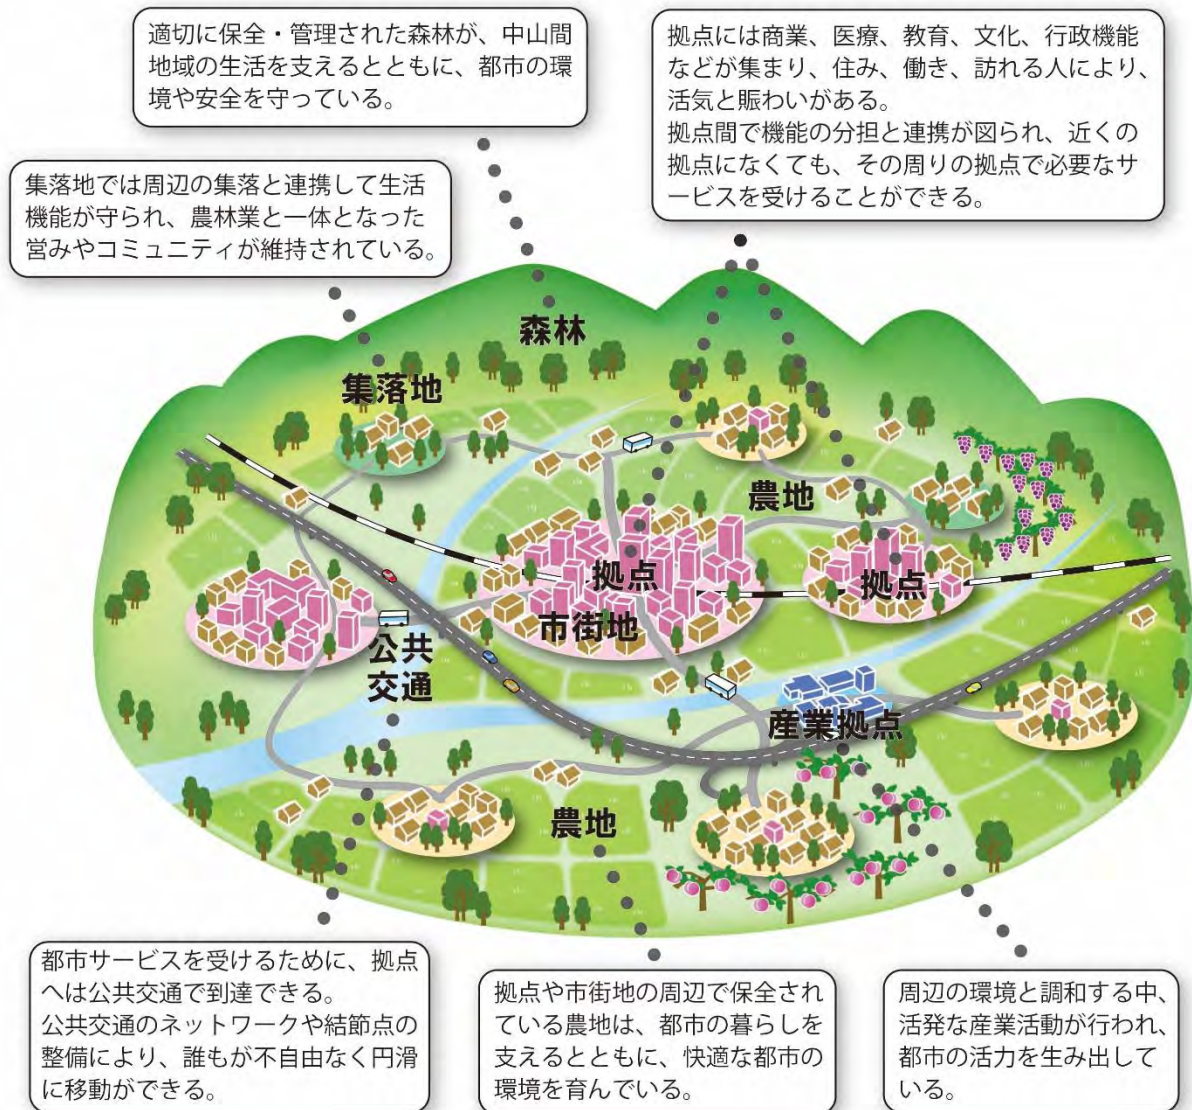 適切に保全・管理された森林が、中山間
地域の生活を支えるとともに、都市の環
境や安全を守っている。
拠点には商業、医療、教育、文化、行政機能
などが集まり、住み、働き、訪れる人により、
活気と賑わいがある。
拠点間で機能の分担と連携が図られ、近くの
拠点になくても、その周りの拠点で必要なサ
ービスを受けることができる。
集落地では周辺の集落と連携して生活
機能が守られ、農林業と一体となった
営みやコミュニティが維持されている。
森林
集落地
農地
拠点
拠点
市街地
公共
交通
産業拠点
農地
都市サービスを受けるために、拠点
へは公共交通で到達できる。
公共交通のネットワークや結節点の
整備により、誰もが不自由なく円滑
に移動ができる。
拠点や市街地の周辺で保全され
ている農地は、都市の暮らしを
支えるとともに、快適な都市の
環境を育んでいる。
周辺の環境と調和する中、
活発な産業活動が行われ、
都市の活力を生み出して
いる。